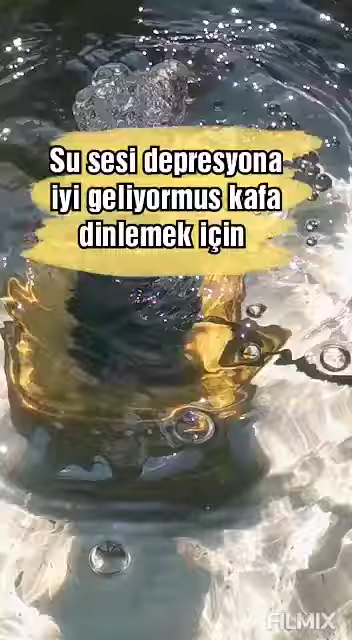 Su sesi depresyona
iyi geliyormus kafa
dinlemek için
FILMIX